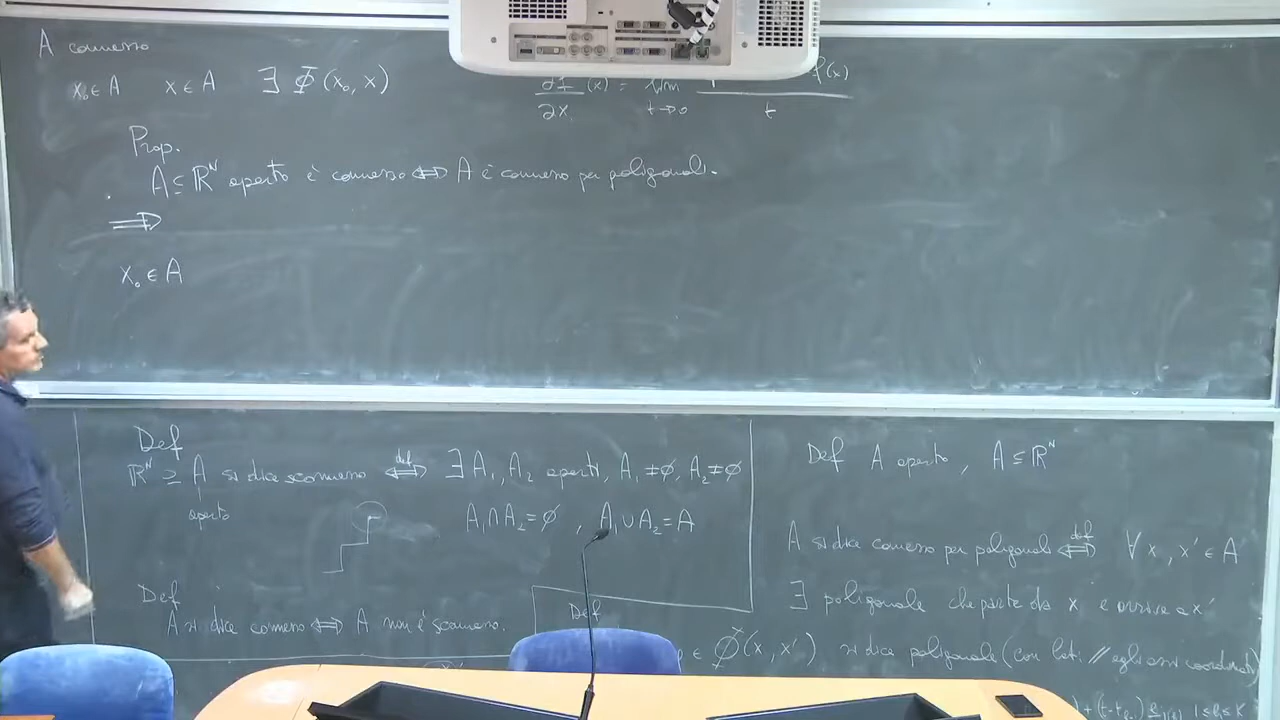 A connesso
x₀ ∈ A   x ∈ A   ∃ Φ(x₀, x)
∂f/∂x (x) = lim t→0 f(x) / t
Prop.
A ⊆ ℝᴺ aperto è connesso ⇔ A è connesso per poligonali.
⇒
x₀ ∈ A
Def
ℝᴺ ⊇ A si dice sconnesso ⇔ def ∃ A₁, A₂ aperti, A₁ ≠ ∅, A₂ ≠ ∅
aperto
A₁ ∩ A₂ = ∅ , A₁ ∪ A₂ = A
Def
A si dice connesso ⇔ A non è sconnesso.
Def A aperto, A ⊆ ℝᴺ
A si dice connesso per poligonali ⇔ def ∀ x, x' ∈ A
∃ poligonale che parte da x e arriva a x'
Def
∈ Φ(x, x') si dice poligonale (con lati // agli assi coordinati)